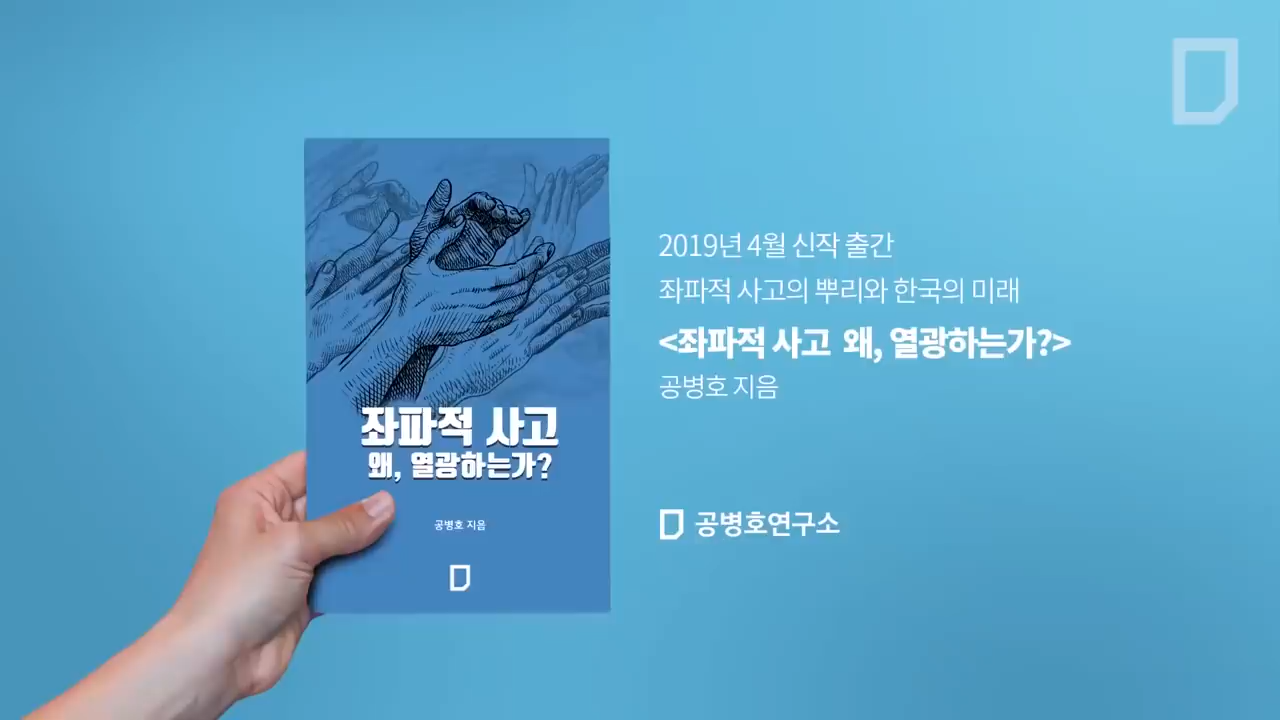 좌파적 사고
왜, 열광하는가?
공병호 지음
2019년 4월 신작 출간
좌파적 사고의 뿌리와 한국의 미래
<좌파적 사고 왜, 열광하는가?>
공병호 지음
공병호연구소